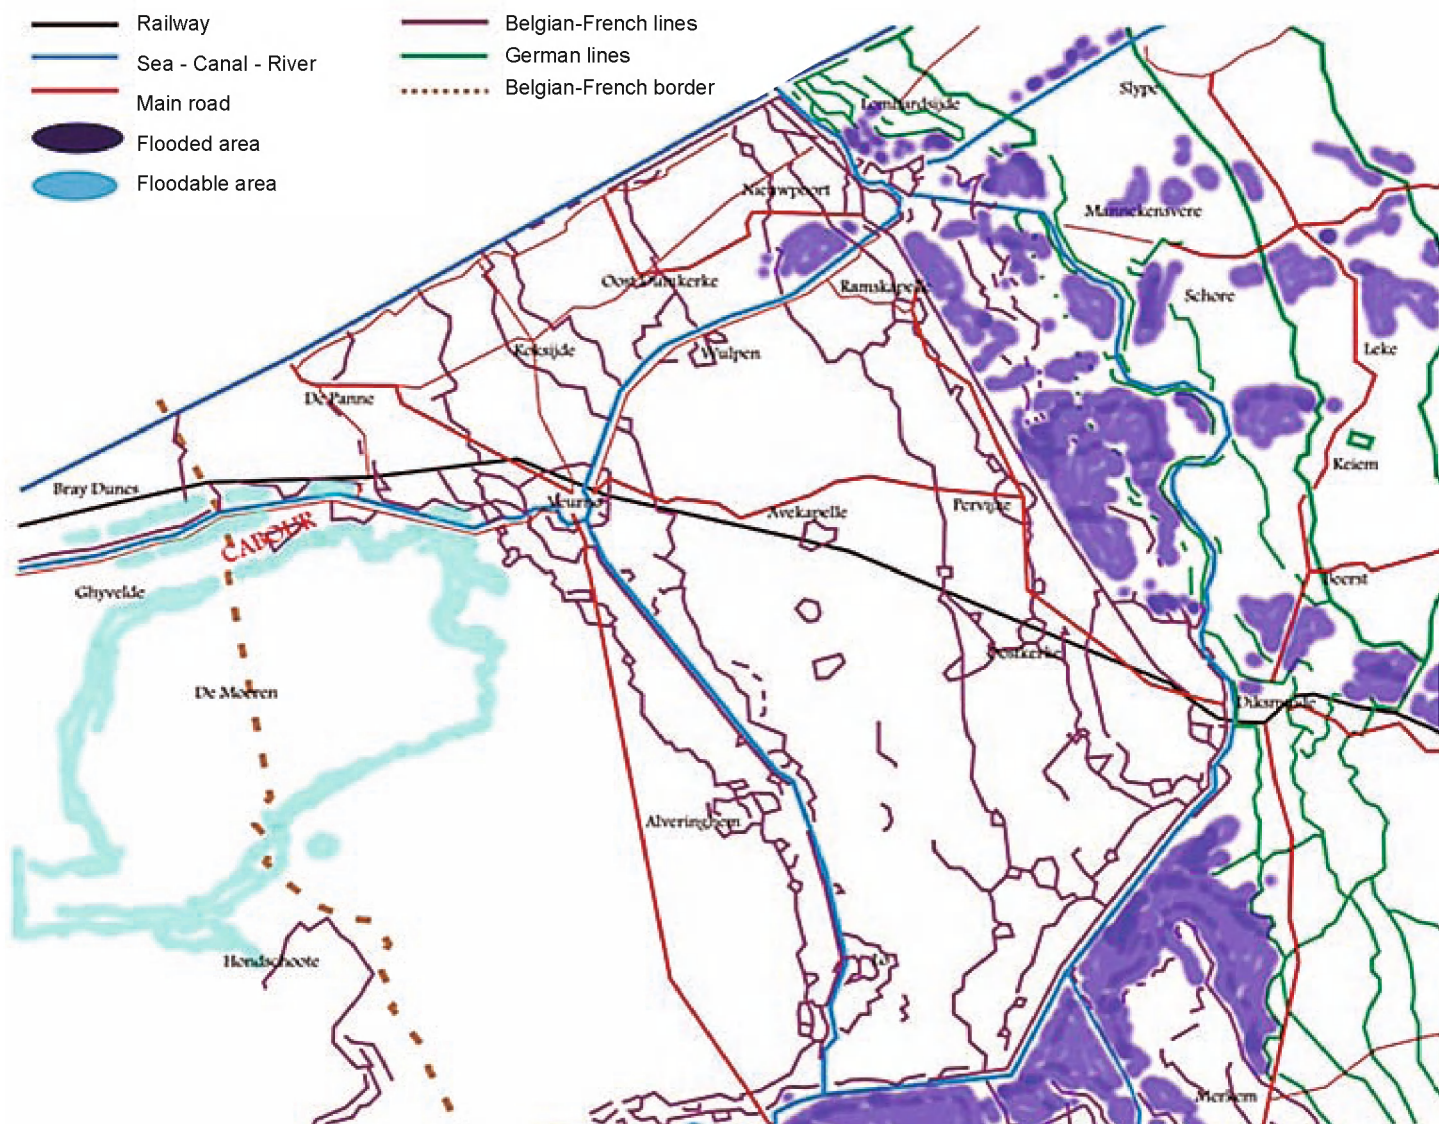 Railway
Sea - Canal - River
Main road
Flooded area
Floodable area
Belgian-French lines
German lines
Belgian-French border
Lombardsijde
Slype
Nieuwpoort
Mannekensvere
Oost Duinkerke
Ramskapelle
Schore
Koksijde
Wulpen
Leke
De Panne
Keiem
Bray Dunes
Veurne
Avekapelle
Pervijze
CABOUR
Ghyvelde
Beerst
Oostkerke
De Moeren
Diksmuide
Alveringhem
Hondschoote
Lo
Merkem